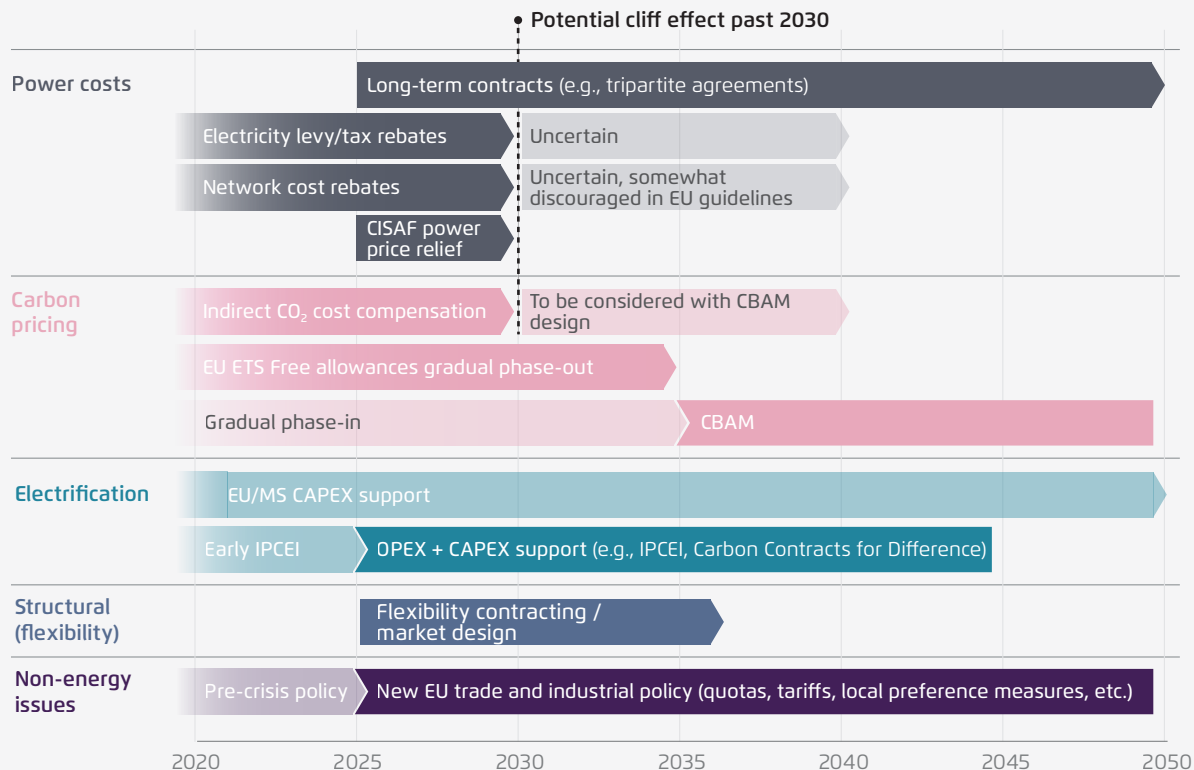 Potential cliff effect past 2030
Power costs
Long-term contracts (e.g., tripartite agreements)
Electricity levy/tax rebates
Uncertain
Network cost rebates
Uncertain, somewhat
discouraged in EU guidelines
CISAF power
price relief
Carbon
pricing
Indirect CO₂ cost compensation
To be considered with CBAM
design
EU ETS Free allowances gradual phase-out
Gradual phase-in
CBAM
Electrification
EU/MS CAPEX support
Early IPCEI
OPEX + CAPEX support (e.g., IPCEI, Carbon Contracts for Difference)
Structural
(flexibility)
Flexibility contracting /
market design
Non-energy
issues
Pre-crisis policy
New EU trade and industrial policy (quotas, tariffs, local preference measures, etc.)
2020 2025 2030 2035 2040 2045 2050